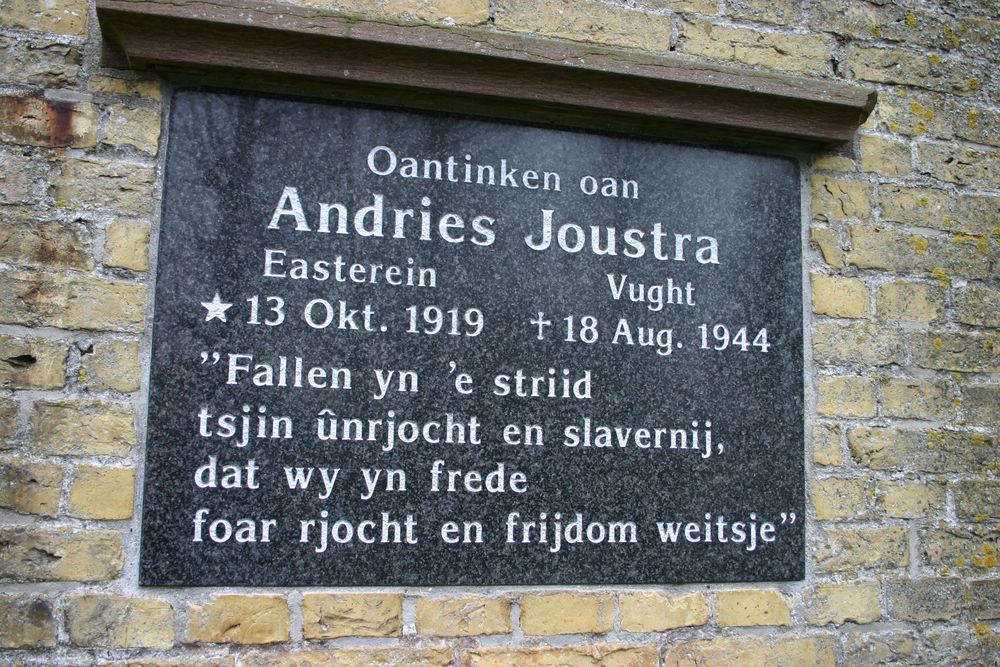 Oantinken oan
Andries Joustra
Easterein Vught
★ 13 Okt. 1919 † 18 Aug. 1944
”Fallen yn 'e striid
tsjin ûnrjocht en slavernij,
dat wy yn frede
foar rjocht en frijdom weitsje”